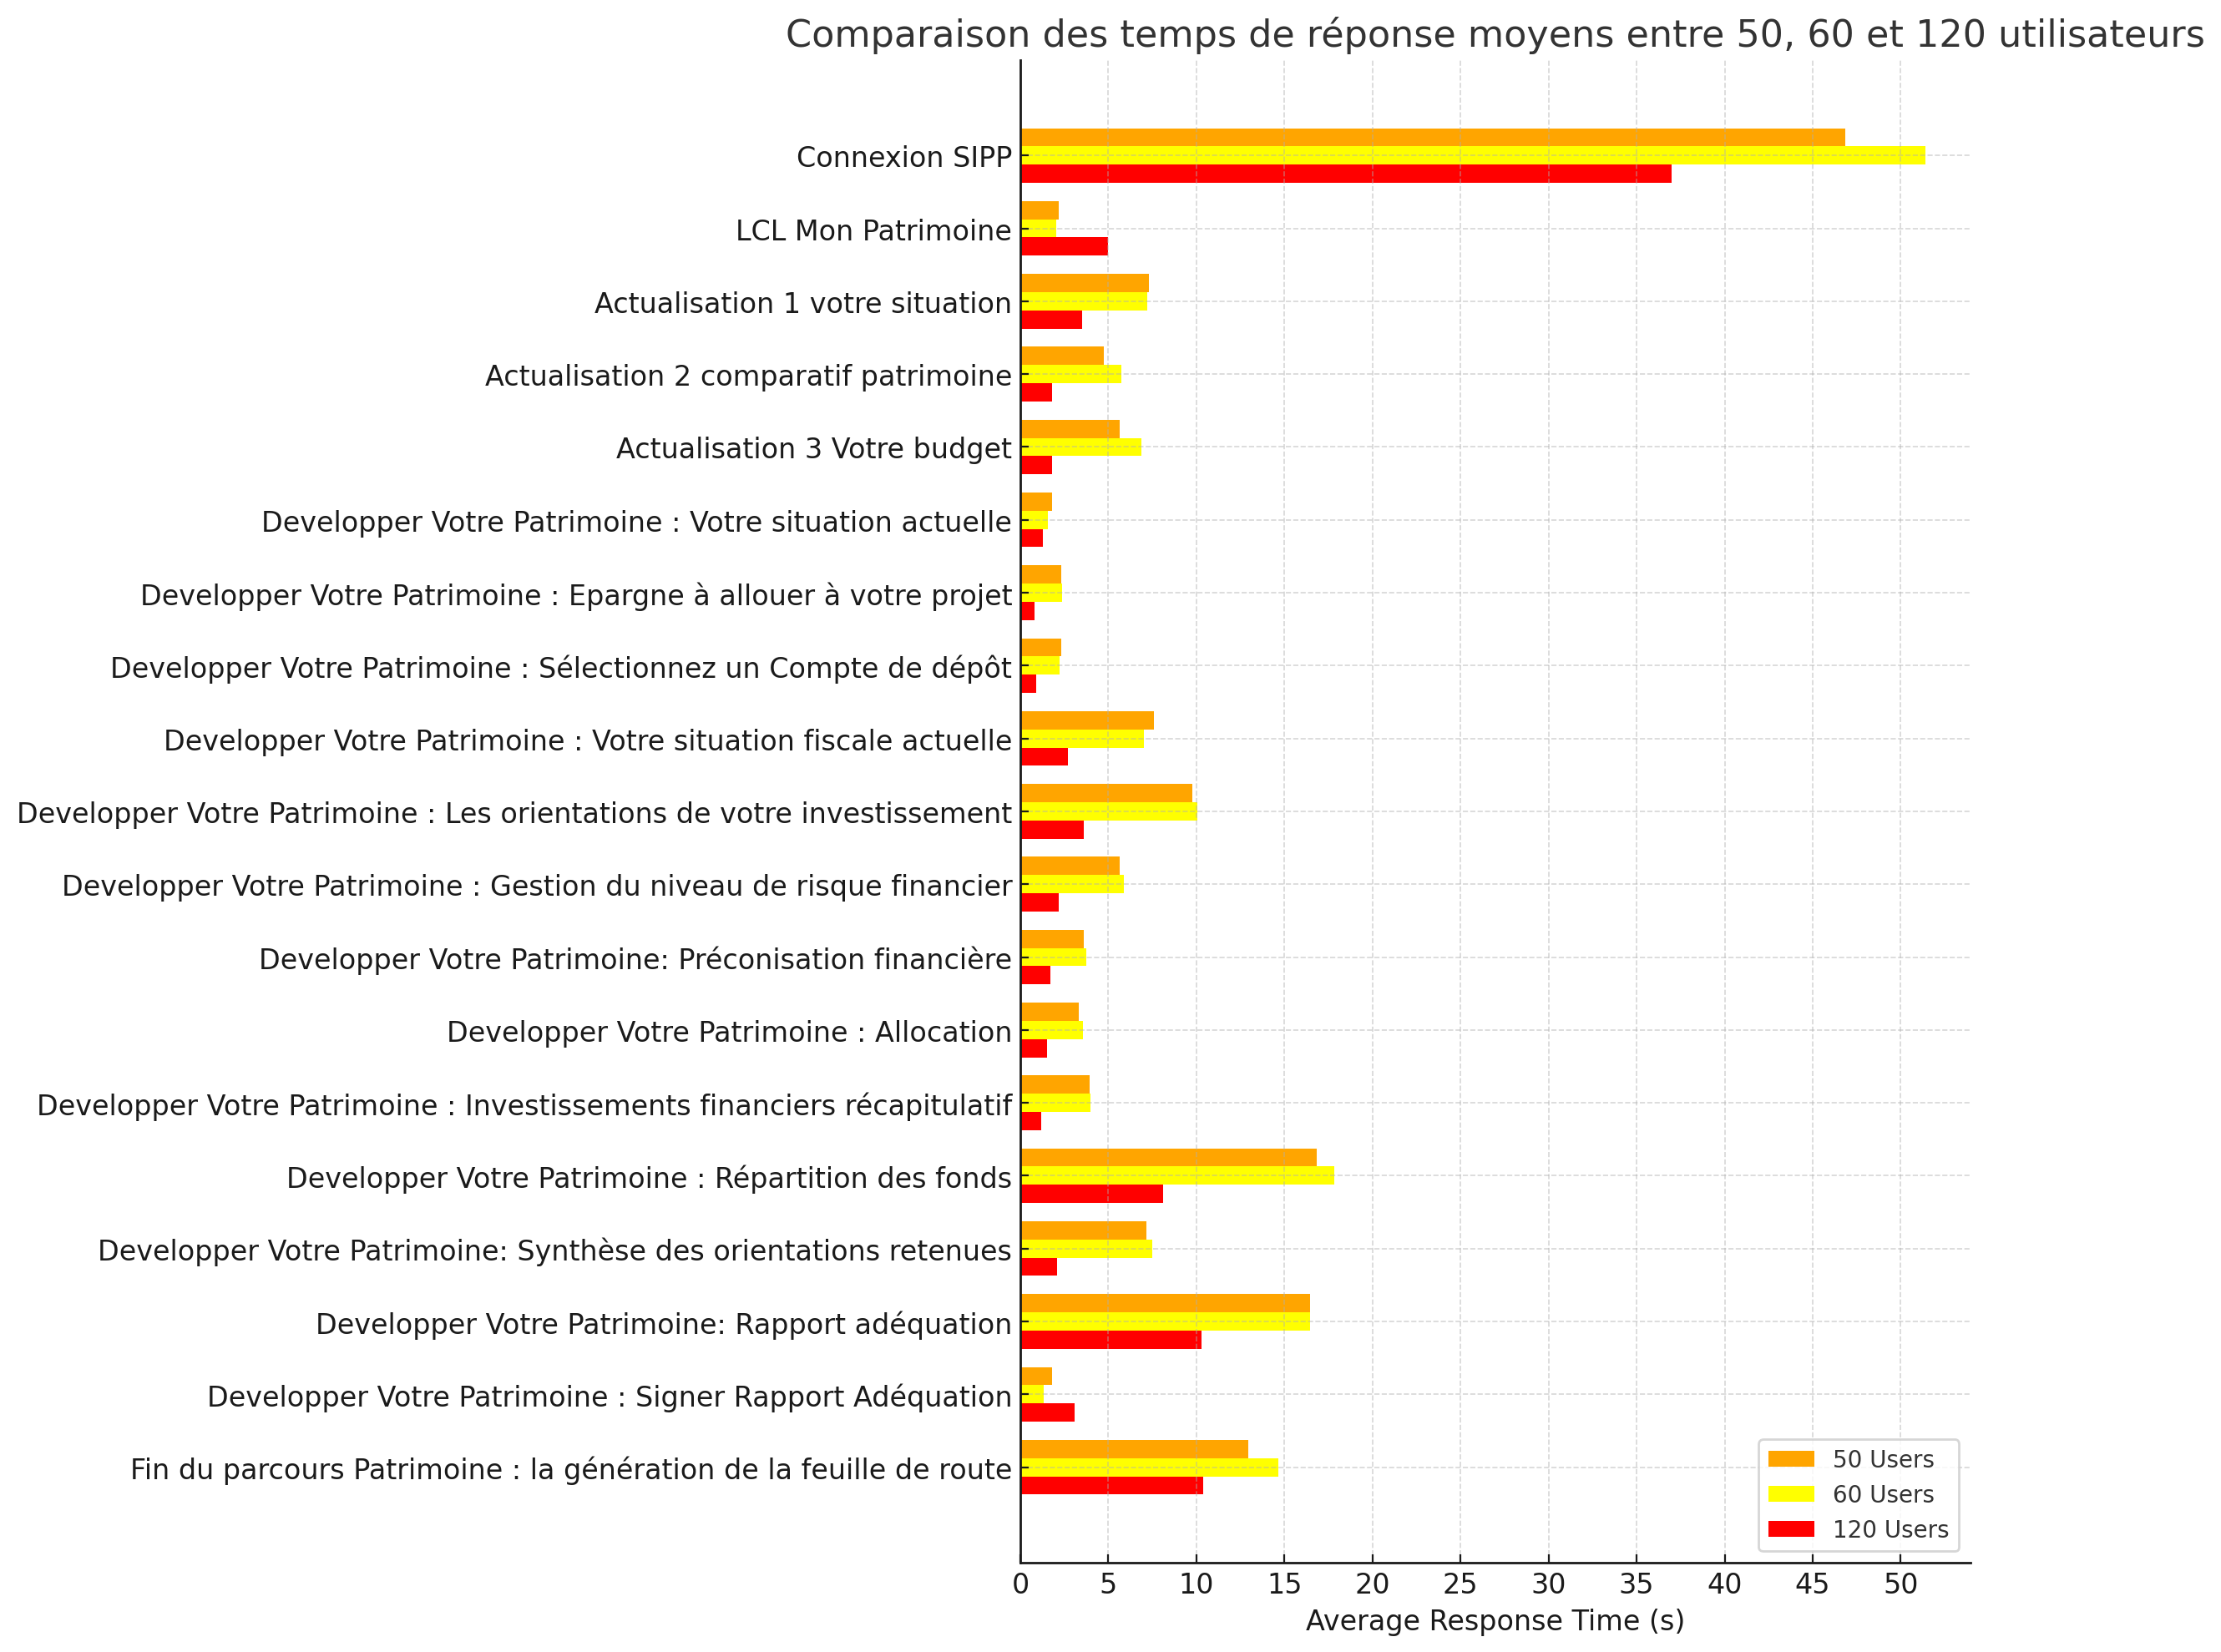 Comparaison des temps de réponse moyens entre 50, 60 et 120 utilisateurs
Connexion SIPP
LCL Mon Patrimoine
Actualisation 1 votre situation
Actualisation 2 comparatif patrimoine
Actualisation 3 Votre budget
Developper Votre Patrimoine : Votre situation actuelle
Developper Votre Patrimoine : Epargne à allouer à votre projet
Developper Votre Patrimoine : Sélectionnez un Compte de dépôt
Developper Votre Patrimoine : Votre situation fiscale actuelle
Developper Votre Patrimoine : Les orientations de votre investissement
Developper Votre Patrimoine : Gestion du niveau de risque financier
Developper Votre Patrimoine: Préconisation financière
Developper Votre Patrimoine : Allocation
Developper Votre Patrimoine : Investissements financiers récapitulatif
Developper Votre Patrimoine : Répartition des fonds
Developper Votre Patrimoine: Synthèse des orientations retenues
Developper Votre Patrimoine: Rapport adéquation
Developper Votre Patrimoine : Signer Rapport Adéquation
Fin du parcours Patrimoine : la génération de la feuille de route
50 Users
60 Users
120 Users
0 5 10 15 20 25 30 35 40 45 50
Average Response Time (s)